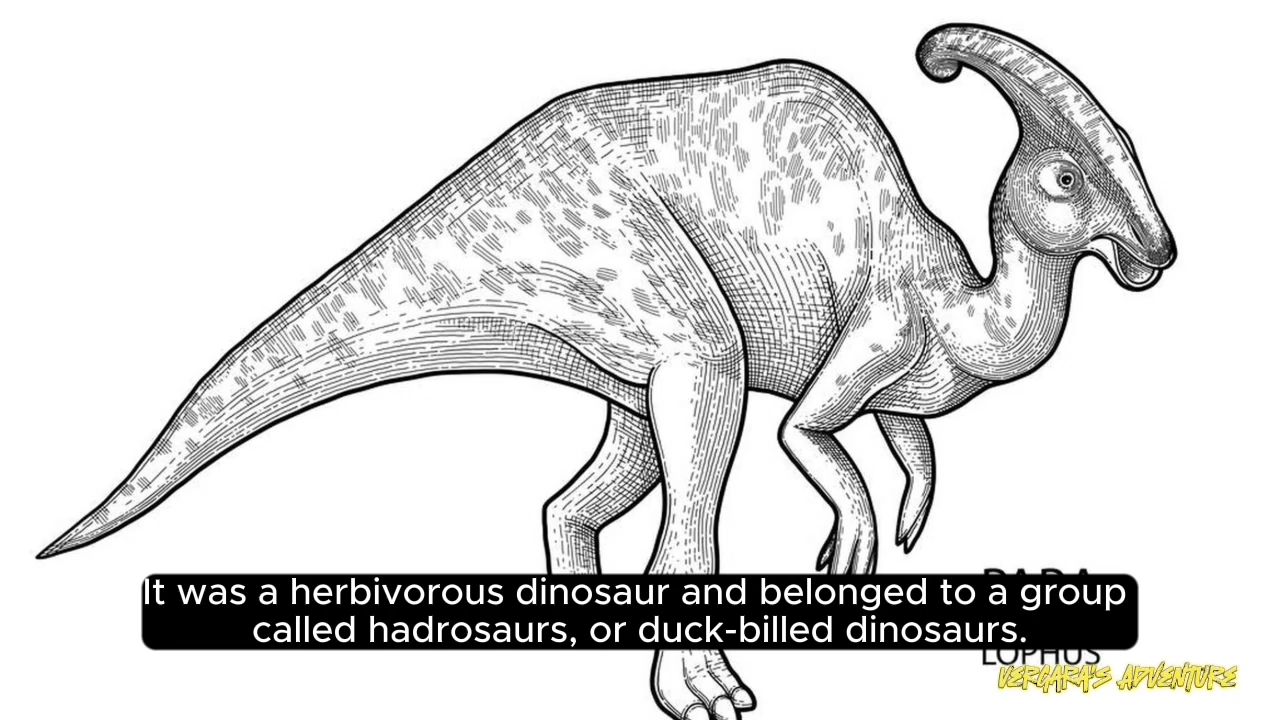 It was a herbivorous dinosaur and belonged to a group
called hadrosaurs, or duck-billed dinosaurs.
LOPHUS
VERGARA'S ADVENTURE